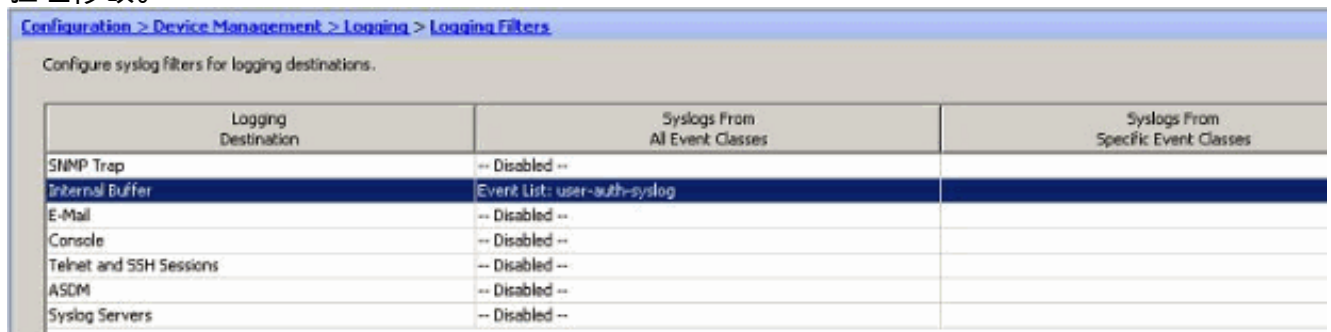 Configuration > Device Management > Logging > Logging Filters
Configure syslog filters for logging destinations.
Logging Destination Syslogs From All Event Classes Syslogs From Specific Event Classes
SNMP Trap -- Disabled --
Internal Buffer Event List: user-auth-syslog
E-Mail -- Disabled --
Console -- Disabled --
Telnet and SSH Sessions -- Disabled --
ASDM -- Disabled --
Syslog Servers -- Disabled --